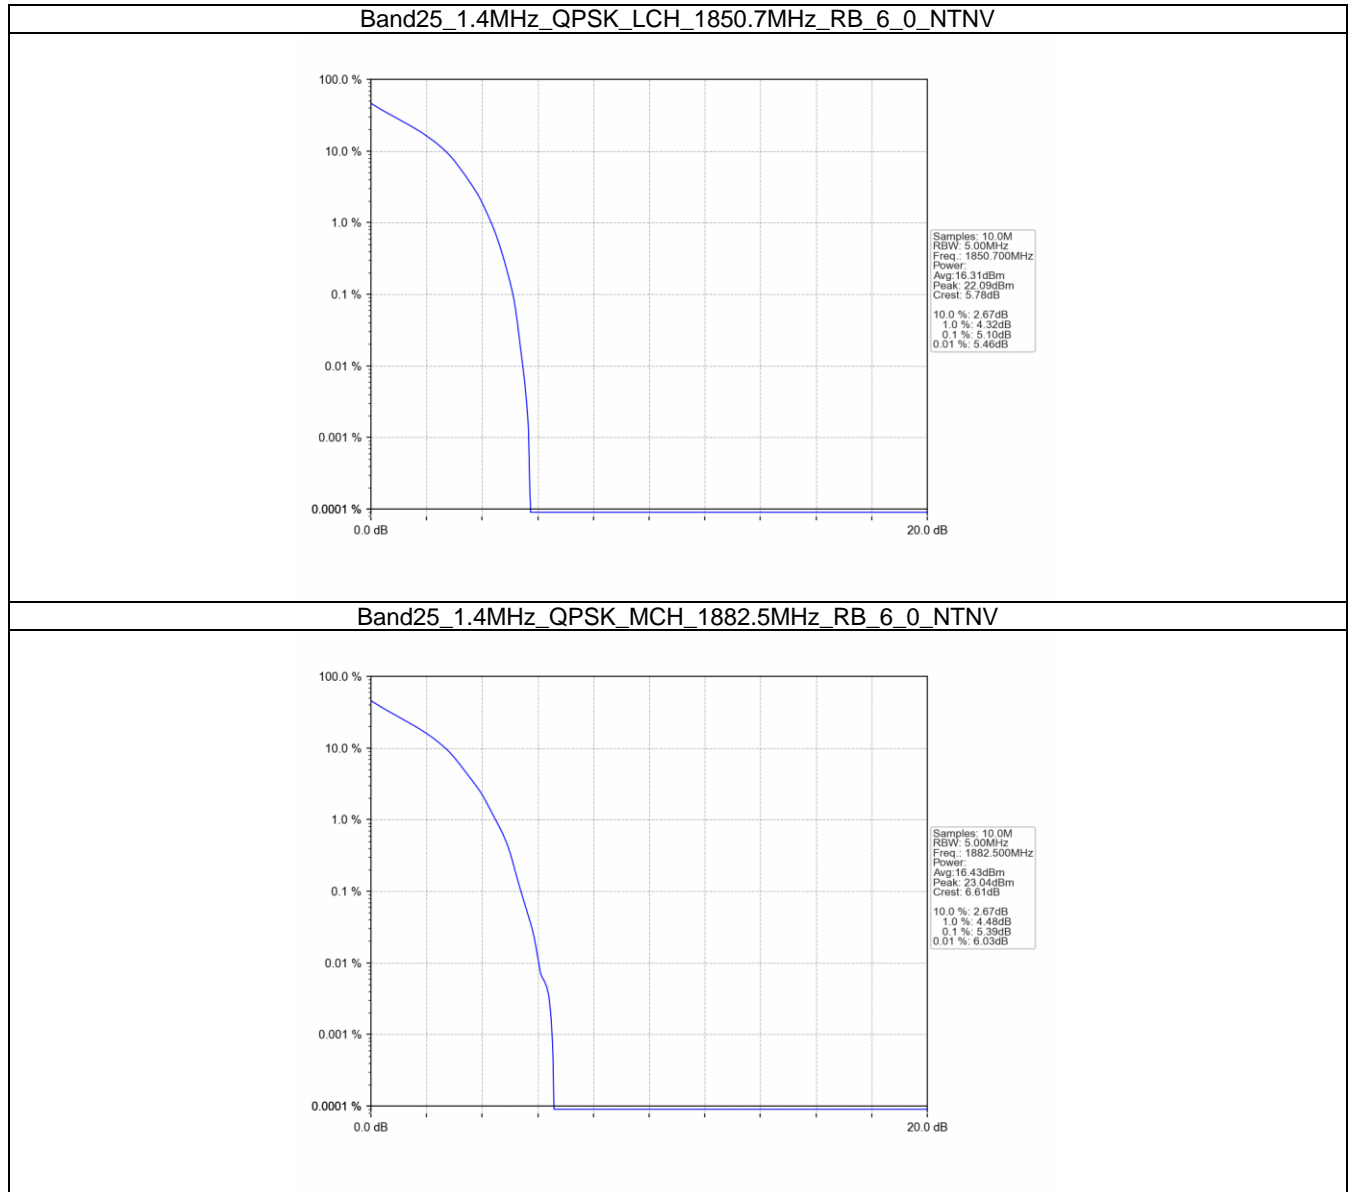 Band25_1.4MHz_QPSK_LCH_1850.7MHz_RB_6_0_NTNV
100.0 %
10.0 %
1.0 %
0.1 %
0.01 %
0.001 %
0.0001 %
0.0 dB
20.0 dB
Samples: 10.0M
RBW: 5.00MHz
Freq.: 1850.700MHz
Power:
Avg:16.31dBm
Peak: 22.09dBm
Crest: 5.78dB
10.0 %: 2.67dB
1.0 %: 4.32dB
0.1 %: 5.10dB
0.01 %: 5.46dB
Band25_1.4MHz_QPSK_MCH_1882.5MHz_RB_6_0_NTNV
100.0 %
10.0 %
1.0 %
0.1 %
0.01 %
0.001 %
0.0001 %
0.0 dB
20.0 dB
Samples: 10.0M
RBW: 5.00MHz
Freq.: 1882.500MHz
Power:
Avg:16.43dBm
Peak: 23.04dBm
Crest: 6.61dB
10.0 %: 2.67dB
1.0 %: 4.48dB
0.1 %: 5.39dB
0.01 %: 6.03dB